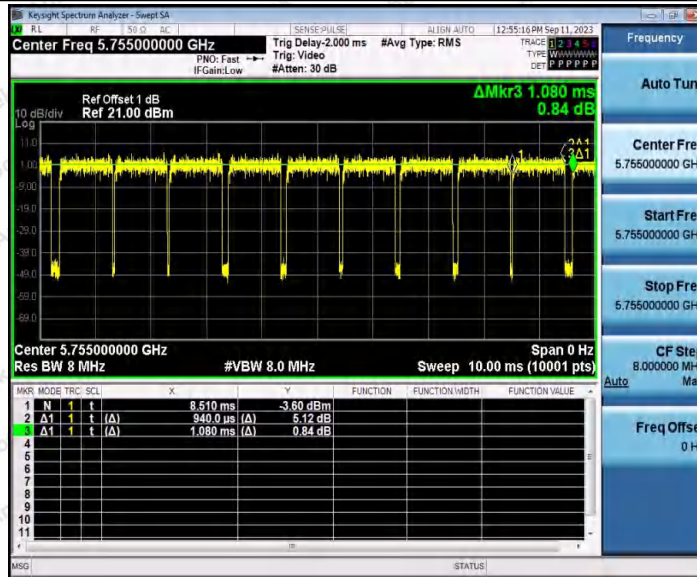 Keysight Spectrum Analyzer - Swept SA
RL RF 50 Ω AC SENSE:PULSE ALIGN AUTO 12:55:16 PM Sep 11, 2023
Center Freq 5.755000000 GHz Trig Delay-2.000 ms #Avg Type: RMS TRACE 1 2 3 4 5 6
PNO: Fast Trig: Video TYPE WWWWWW
IFGain:Low #Atten: 30 dB DET P P P P P P
Frequency
Auto Tun
ΔMkr3 1.080 ms
0.84 dB
Ref Offset 1 dB
10 dB/div Ref 21.00 dBm
Log
11.0
1.00
-9.00
-19.0
-29.0
-39.0
-49.0
-59.0
-69.0
1
2Δ1
3Δ1
Center Fre
5.755000000 GH
Start Fre
5.755000000 GH
Stop Fre
5.755000000 GH
Center 5.755000000 GHz Span 0 Hz
Res BW 8 MHz #VBW 8.0 MHz Sweep 10.00 ms (10001 pts)
CF Ste
8.000000 MH
Auto Ma
Freq Offse
0 H
MKR MODE TRC SCL X Y FUNCTION FUNCTION WIDTH FUNCTION VALUE
1 N 1 t 8.510 ms -3.60 dBm
2 Δ1 1 t (Δ) 940.0 µs (Δ) 5.12 dB
3 Δ1 1 t (Δ) 1.080 ms (Δ) 0.84 dB
4
5
6
7
8
9
10
11
MSG STATUS